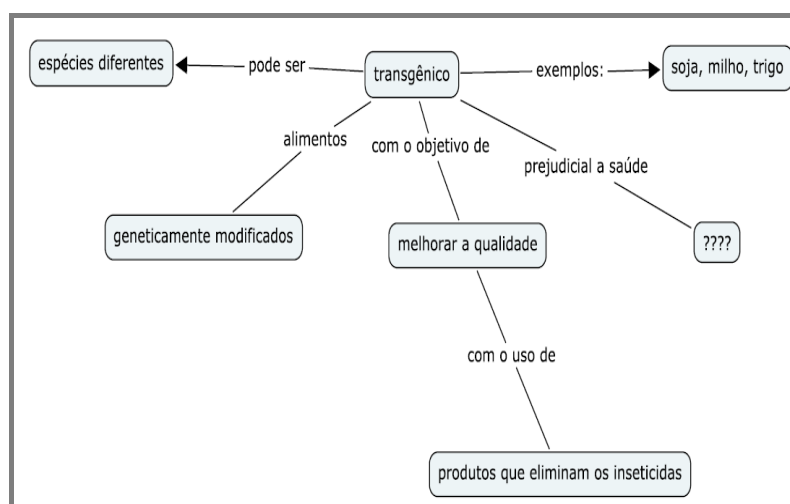 espécies diferentes
pode ser
transgênico
exemplos:
soja, milho, trigo
alimentos
com o objetivo de
prejudicial a saúde
geneticamente modificados
melhorar a qualidade
????
com o uso de
produtos que eliminam os inseticidas